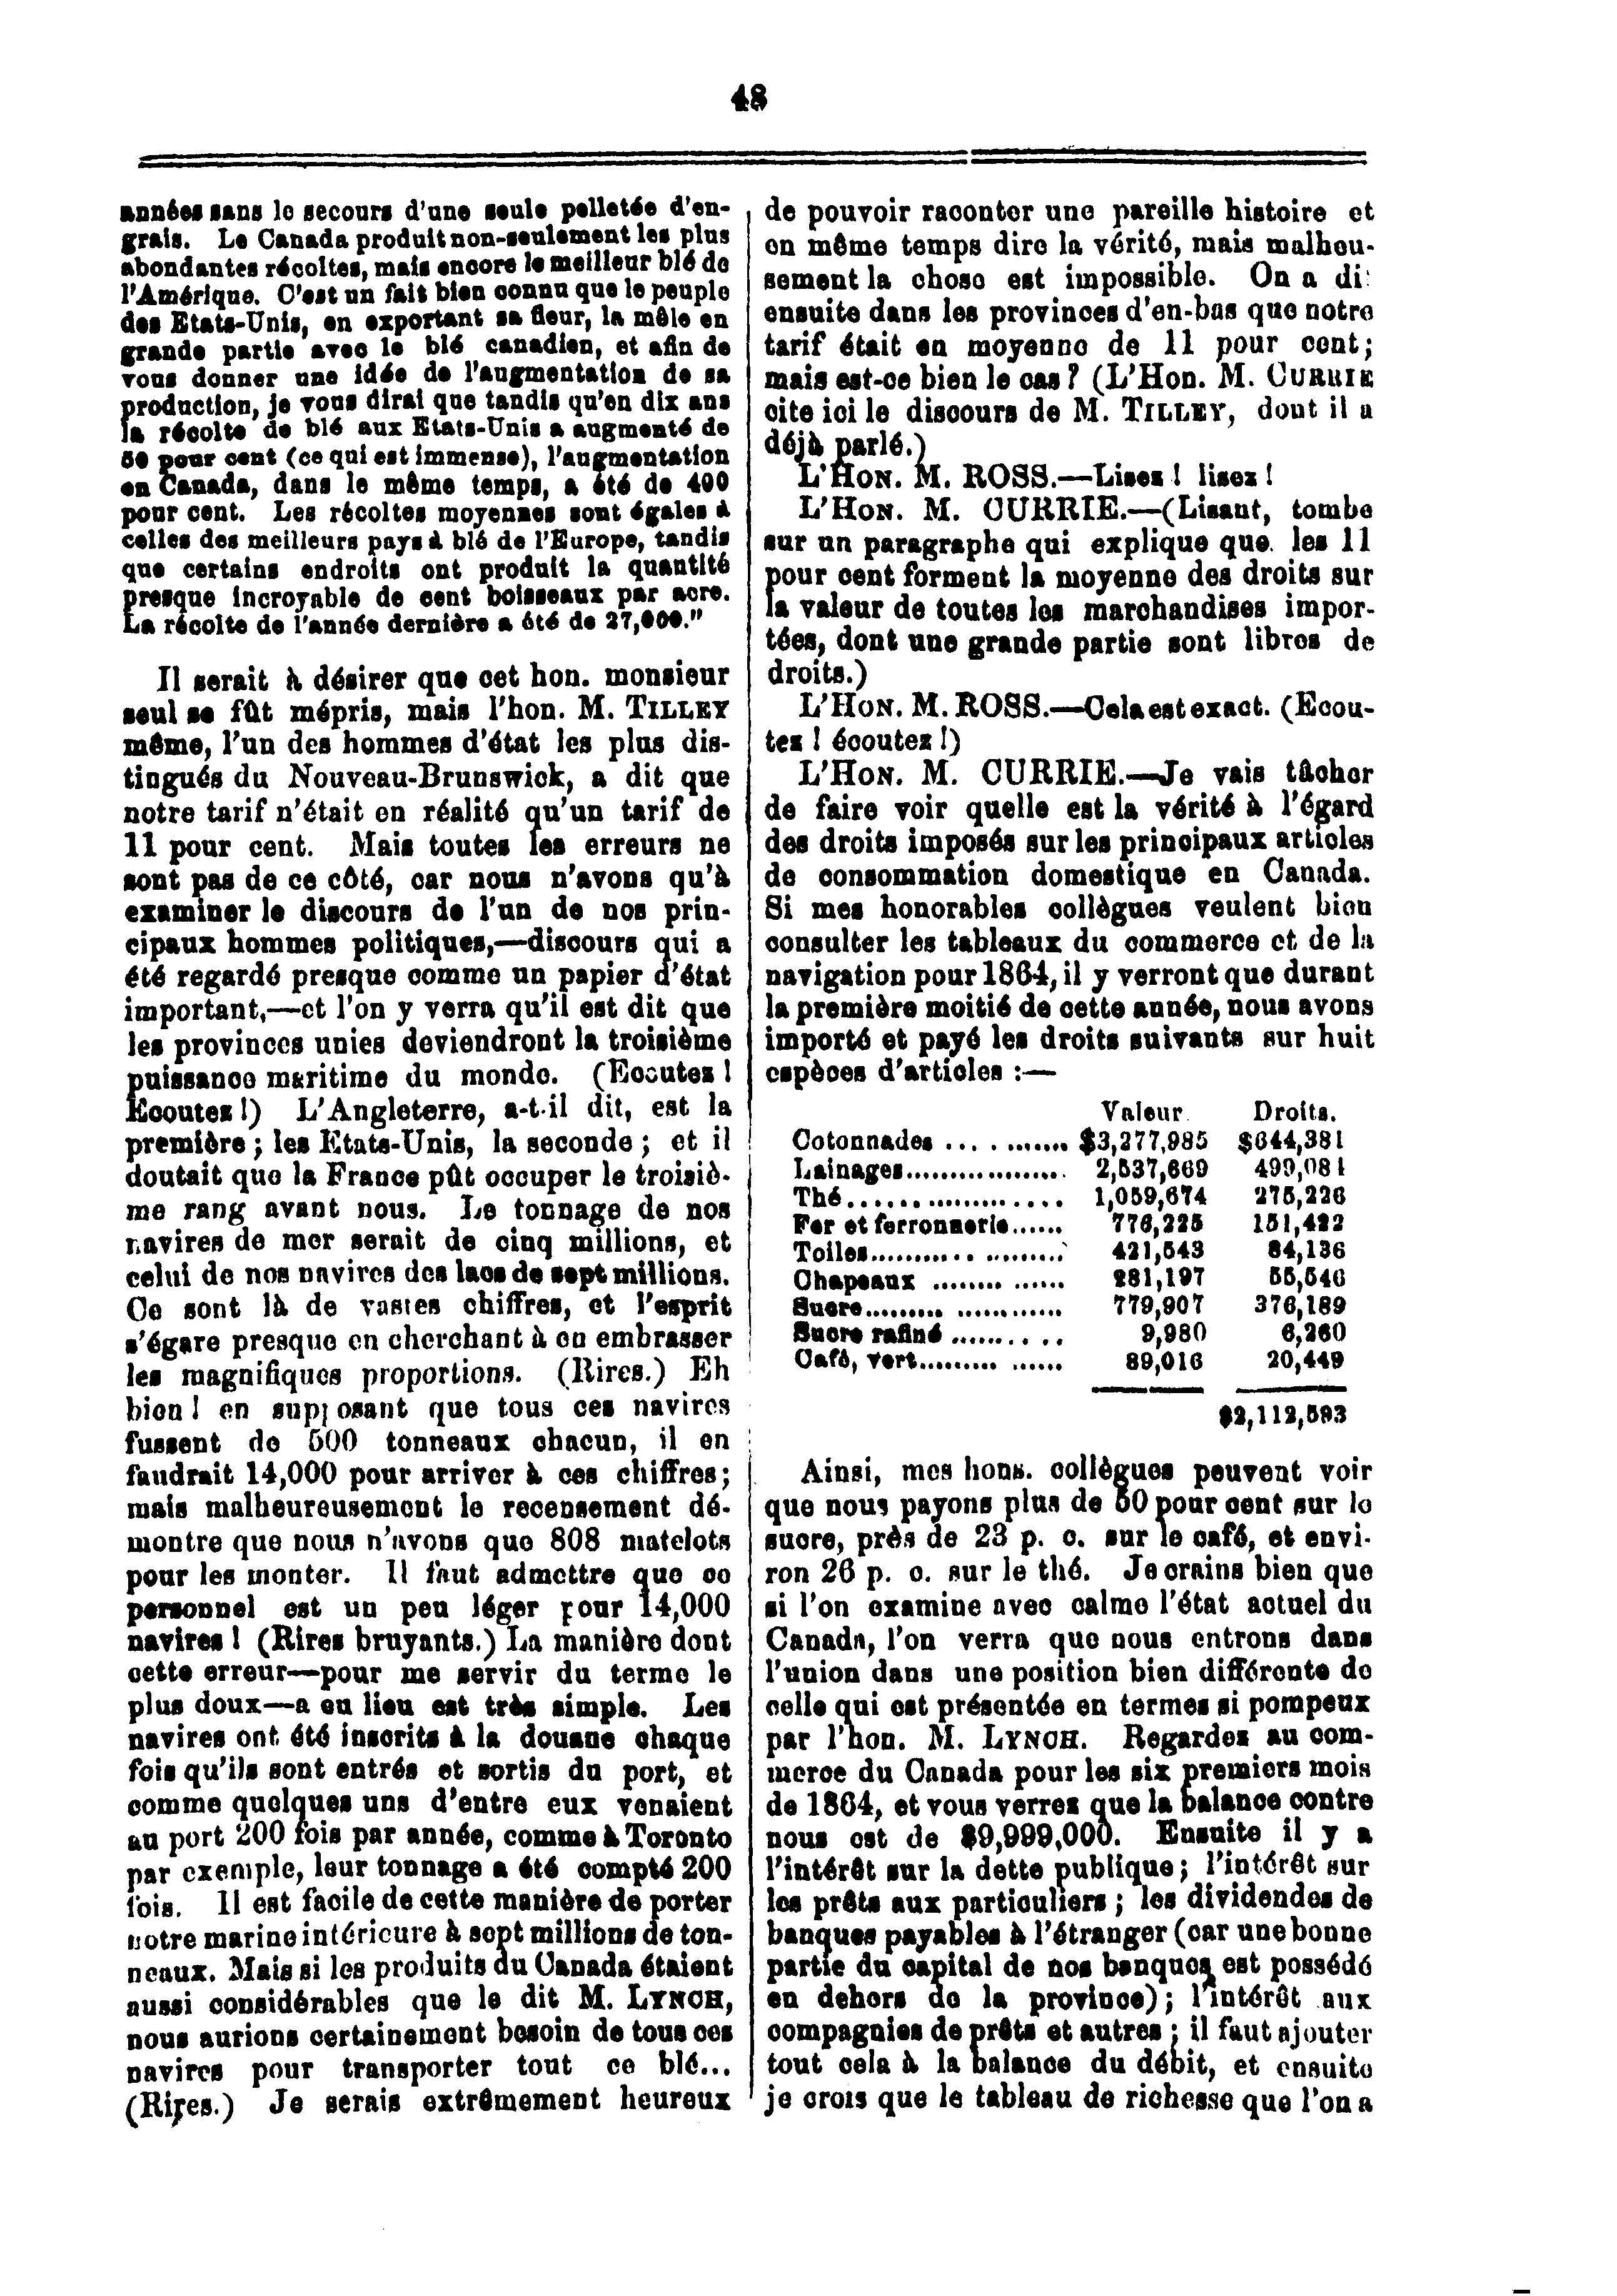 48
années sans le secours d'une seule pelletée d'en-
grais. Le Canada produit non-seulement les plus
abondantes récoltes, mais encore le meilleur blé de
l'Amérique. C'est un fait bien connu que le peuple
des Etats-Unis, en exportant sa fleur, la mêle en
grande partie avec le blé canadien, et afin de
vous donner une idée de l'augmentation de sa
production, je vous dirai que tandis qu'en dix ans
la récolte de blé aux Etats-Unis a augmenté de
50 pour cent (ce qui est immense), l'augmentation
en Canada, dans le même temps, a été de 400
pour cent. Les récoltes moyennes sont égales à
celles des meilleurs pays à blé de l'Europe, tandis
que certains endroits ont produit la quantité
presque incroyable de cent boisseaux par acre.
La récolte de l'année dernière a été de 27,000."
Il serait à désirer que cet hon. monsieur
seul se fût mépris, mais l'hon. M. TILLEY
même, l'un des hommes d'état les plus dis-
tingués du Nouveau-Brunswick, a dit que
notre tarif n'était en réalité qu'un tarif de
11 pour cent. Mais toutes les erreurs ne
sont pas de ce côté, car nous n'avons qu'à
examiner le discours de l'un de nos prin-
cipaux hommes politiques,—discours qui a
été regardé presque comme un papier d'état
important,—et l'on y verra qu'il est dit que
les provinces unies deviendront la troisième
puissance maritime du monde. (Ecoutez !
Ecoutez !) L'Angleterre, a-t-il dit, est la
première ; les Etats-Unis, la seconde ; et il
doutait que la France pût occuper le troisiè-
me rang avant nous. Le tonnage de nos
navires de mer serait de cinq millions, et
celui de nos navires des lacs de sept millions.
Ce sont là de vastes chiffres, et l'esprit
s'égare presque en cherchant à en embrasser
les magnifiques proportions. (Rires.) Eh
bien ! en supposant que tous ces navires
fussent de 500 tonneaux chacun, il en
faudrait 14,000 pour arriver à ces chiffres ;
mais malheureusement le recensement dé-
montre que nous n'avons que 808 matelots
pour les monter. Il faut admettre que ce
personnel est un peu léger pour 14,000
navires ! (Rires bruyants.) La manière dont
cette erreur—pour me servir du terme le
plus doux—a eu lieu est très simple. Les
navires ont été inscrits à la douane chaque
fois qu'ils sont entrés et sortis du port, et
comme quelques uns d'entre eux venaient
au port 200 fois par année, comme à Toronto
par exemple, leur tonnage a été compté 200
fois. Il est facile de cette manière de porter
notre marine intérieure à sept millions de ton-
neaux. Mais si les produits du Canada étaient
aussi considérables que le dit M. LYNCH,
nous aurions certainement besoin de tous ces
navires pour transporter tout ce blé...
(Rires.) Je serais extrêmement heureux
de pouvoir raconter une pareille histoire et
en même temps dire la vérité, mais malheu-
sement la chose est impossible. On a di
ensuite dans les provinces d'en-bas que notre
tarif était en moyenne de 11 pour cent ;
mais est-ce bien le cas ? (L'Hon. M. CURRIE
cite ici le discours de M. TILLEY, dont il a
déjà parlé.)
L'HON. M. ROSS.—Lisez ! lisez !
L'HON. M. CURRIE.—(Lisant, tombe
sur un paragraphe qui explique que les 11
pour cent forment la moyenne des droits sur
la valeur de toutes les marchandises impor-
tées, dont une grande partie sont libres de
droits.)
L'HON. M. ROSS.—Cela est exact. (Ecou-
tez ! écoutez !)
L'HON. M. CURRIE.—Je vais tâcher
de faire voir quelle est la vérité à l'égard
des droits imposés sur les principaux articles
de consommation domestique en Canada.
Si mes honorables collègues veulent bien
consulter les tableaux du commerce et de la
navigation pour 1864, il y verront que durant
la première moitié de cette année, nous avons
importé et payé les droits suivants sur huit
espèces d'articles :—
Valeur. Droits.
Cotonnades ........... $3,277,985 $644,381
Lainages.................. 2,537,669 499,081
Thé........................ 1,059,674 275,226
Fer et ferronnerie...... 776,225 151,422
Toiles..................... 421,543 84,136
Chapeaux .............. 281,197 55,546
Sucre..................... 779,907 376,189
Sucre rafiné .......... 9,980 6,260
Café, vert............... 89,016 20,449
$2,112,593
Ainsi, mes hons. collègues peuvent voir
que nous payons plus de 50 pour cent sur le
sucre, près de 23 p. c. sur le café, et envi-
ron 26 p. c. sur le thé. Je crains bien que
si l'on examine avec calme l'état actuel du
Canada, l'on verra que nous entrons dans
l'union dans une position bien différente de
celle qui est présentée en termes si pompeux
par l'hon. M. LYNCH. Regardez au com-
merce du Canada pour les six premiers mois
de 1864, et vous verrez que la balance contre
nous est de $9,999,000. Ensuite il y a
l'intérêt sur la dette publique ; l'intérêt sur
les prêts aux particuliers ; les dividendes de
banques payables à l'étranger (car une bonne
partie du capital de nos banques est possédé
en dehors de la province) ; l'intérêt aux
compagnies de prêts et autres ; il faut ajouter
tout cela à la balance du débit, et ensuite
je crois que le tableau de richesse que l'on a